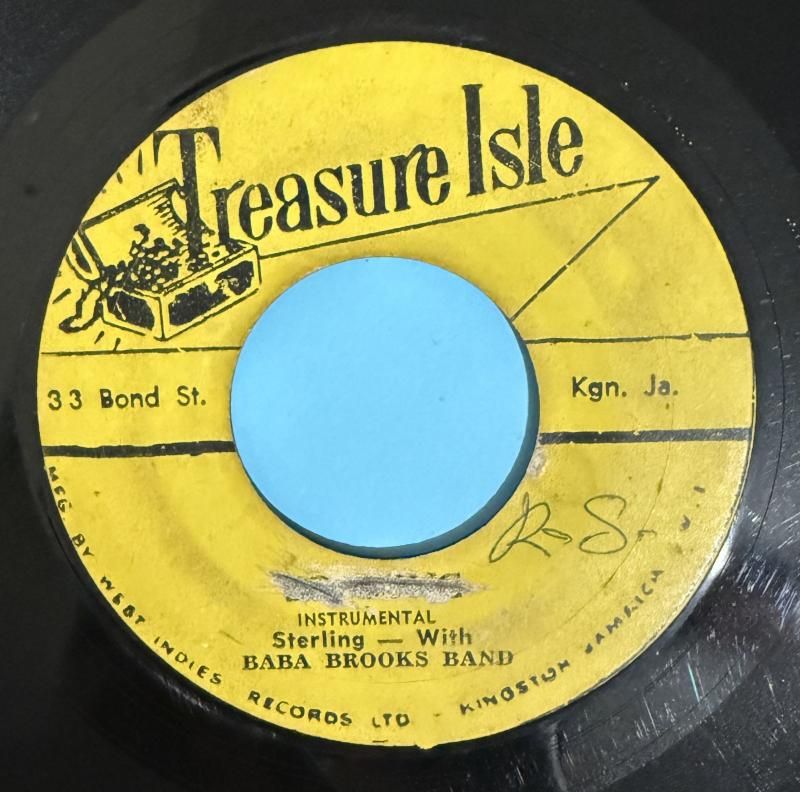 Treasure Isle
33 Bond St. Kgn. Ja.
R. S.
INSTRUMENTAL
Sterling — With
BABA BROOKS BAND
MFG. BY WEST INDIES RECORDS LTD - KINGSTON JAMAICA W.I